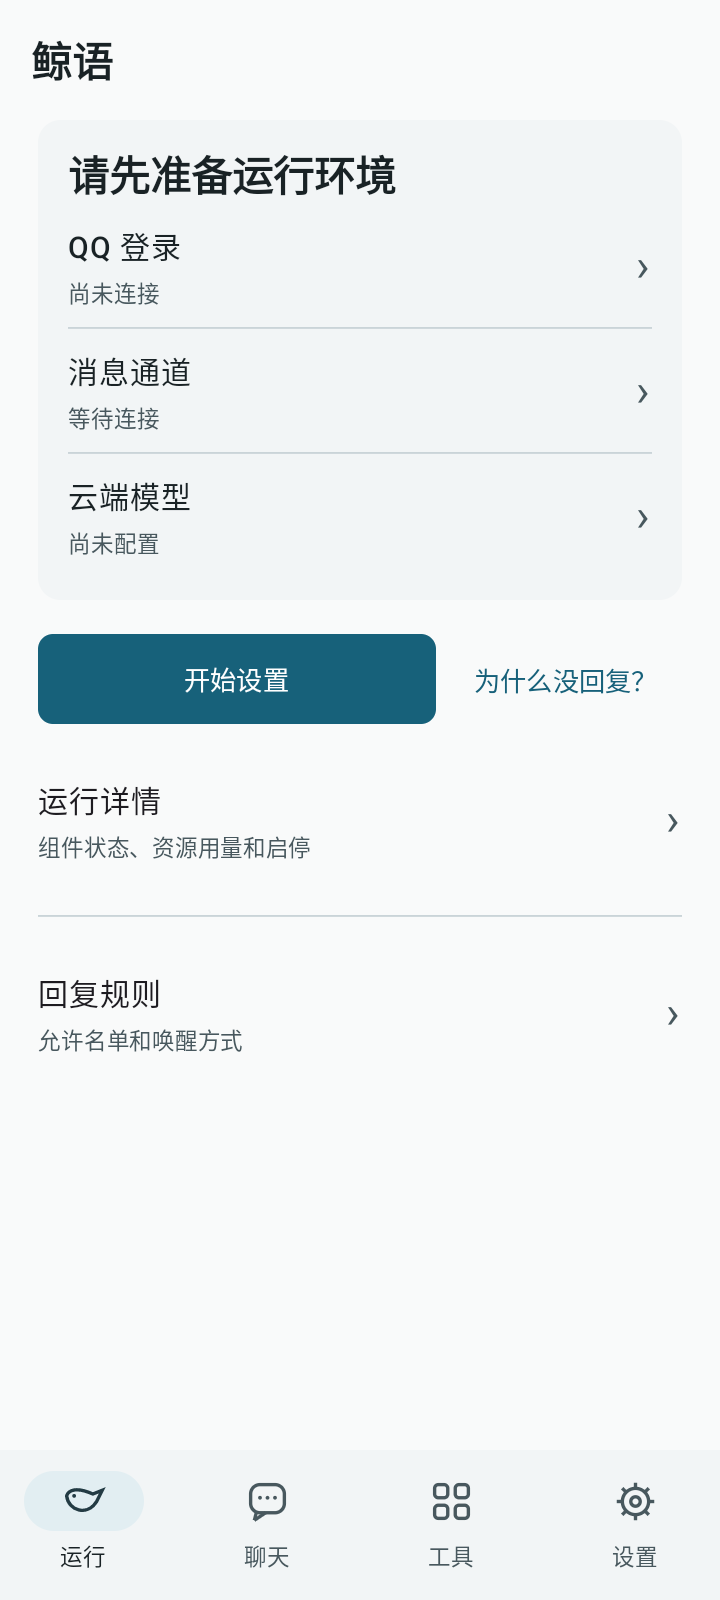 鲸语
请先准备运行环境
QQ 登录
尚未连接
消息通道
等待连接
云端模型
尚未配置
开始设置
为什么没回复?
运行详情
组件状态、资源用量和启停
回复规则
允许名单和唤醒方式
运行
聊天
工具
设置